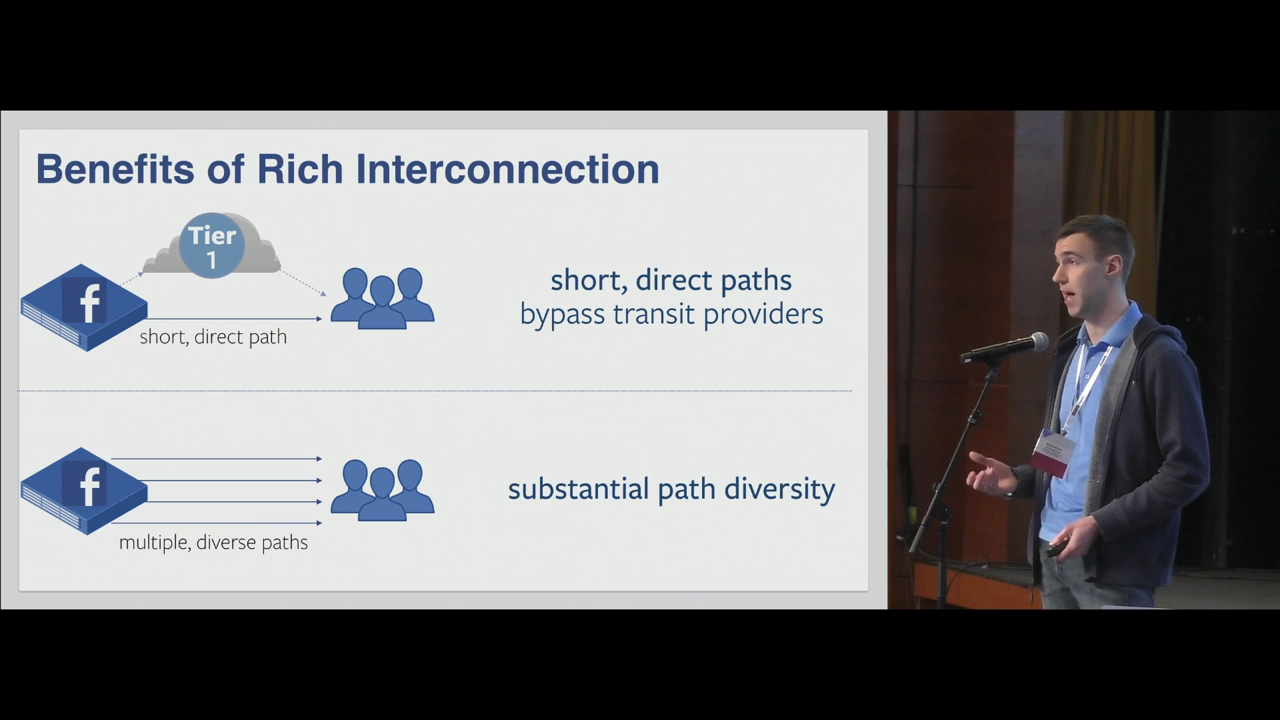 Benefits of Rich Interconnection
Tier
1
f
short, direct path
short, direct paths
bypass transit providers
f
multiple, diverse paths
substantial path diversity